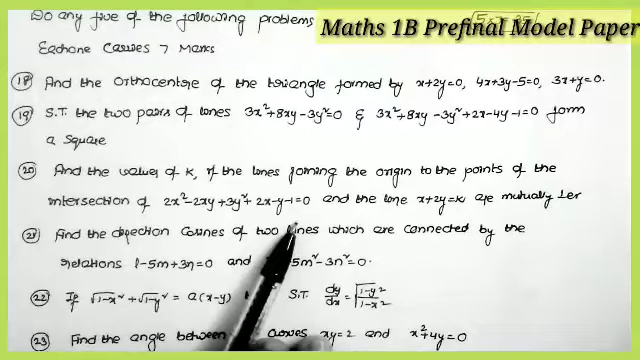 Do any five of the following problems
Maths 1B Prefinal Model Paper
Eachone Carries 7 Marks
(18) Find the Orthocentre of the triangle formed by x+2y=0, 4x+3y-5=0, 3x+y=0.
(19) S.T. the two pairs of lines 3x²+8xy-3y²=0 & 3x²+8xy-3y²+2x-4y-1=0 form
a Square
(20) Find the value of K, if the lines joining the origin to the points of the
intersection of 2x²-2xy+3y²+2x-y-1=0 and the line x+2y=k are mutually ⊥er
(21) Find the direction Cosines of two lines which are connected by the
relations l-5m+3n=0 and 5m²-3n²=0.
(22) If √1-x² + √1-y² = a(x-y) S.T. dy/dx = √1-y²/1-x²
(23) Find the angle between curves xy=2 and x²+4y=0